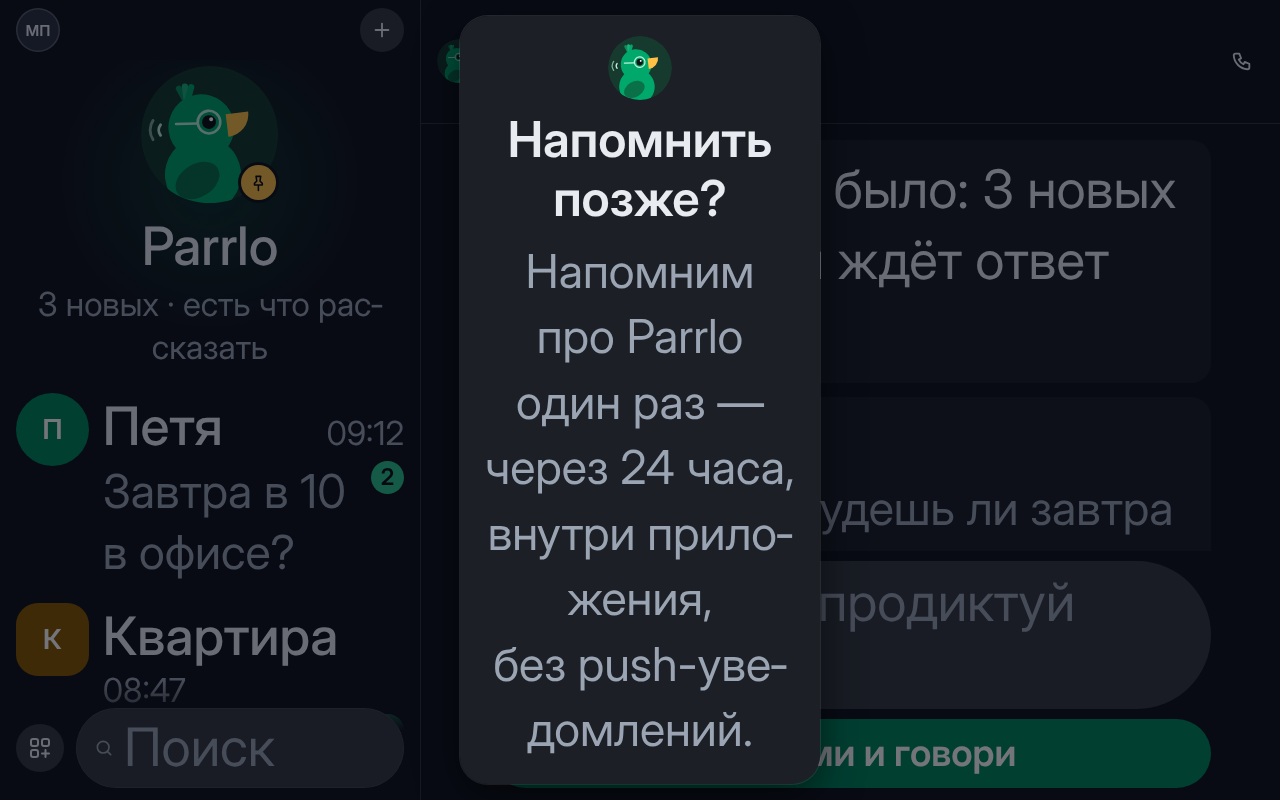 МП
Parrlo
3 новых · есть что рас-
сказать
П
Петя
09:12
Завтра в 10
2
в офисе?
К
Квартира
08:47
Поиск
Напомнить
позже?
Напомним
про Parrlo
один раз —
через 24 часа,
внутри прило-
жения,
без push-уве-
домлений.
было: 3 новых
ждёт ответ
удешь ли завтра
продиктуй
ми и говори